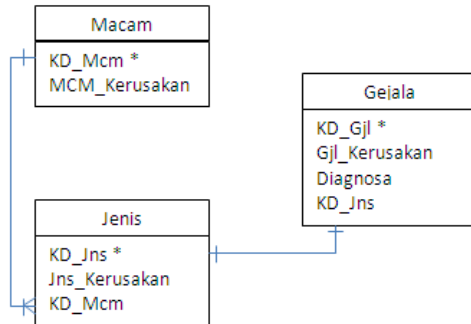 Macam
KD_Mcm *
MCM_Kerusakan
Gejala
KD_Gjl *
Gjl_Kerusakan
Diagnosa
KD_Jns
Jenis
KD_Jns *
Jns_Kerusakan
KD_Mcm